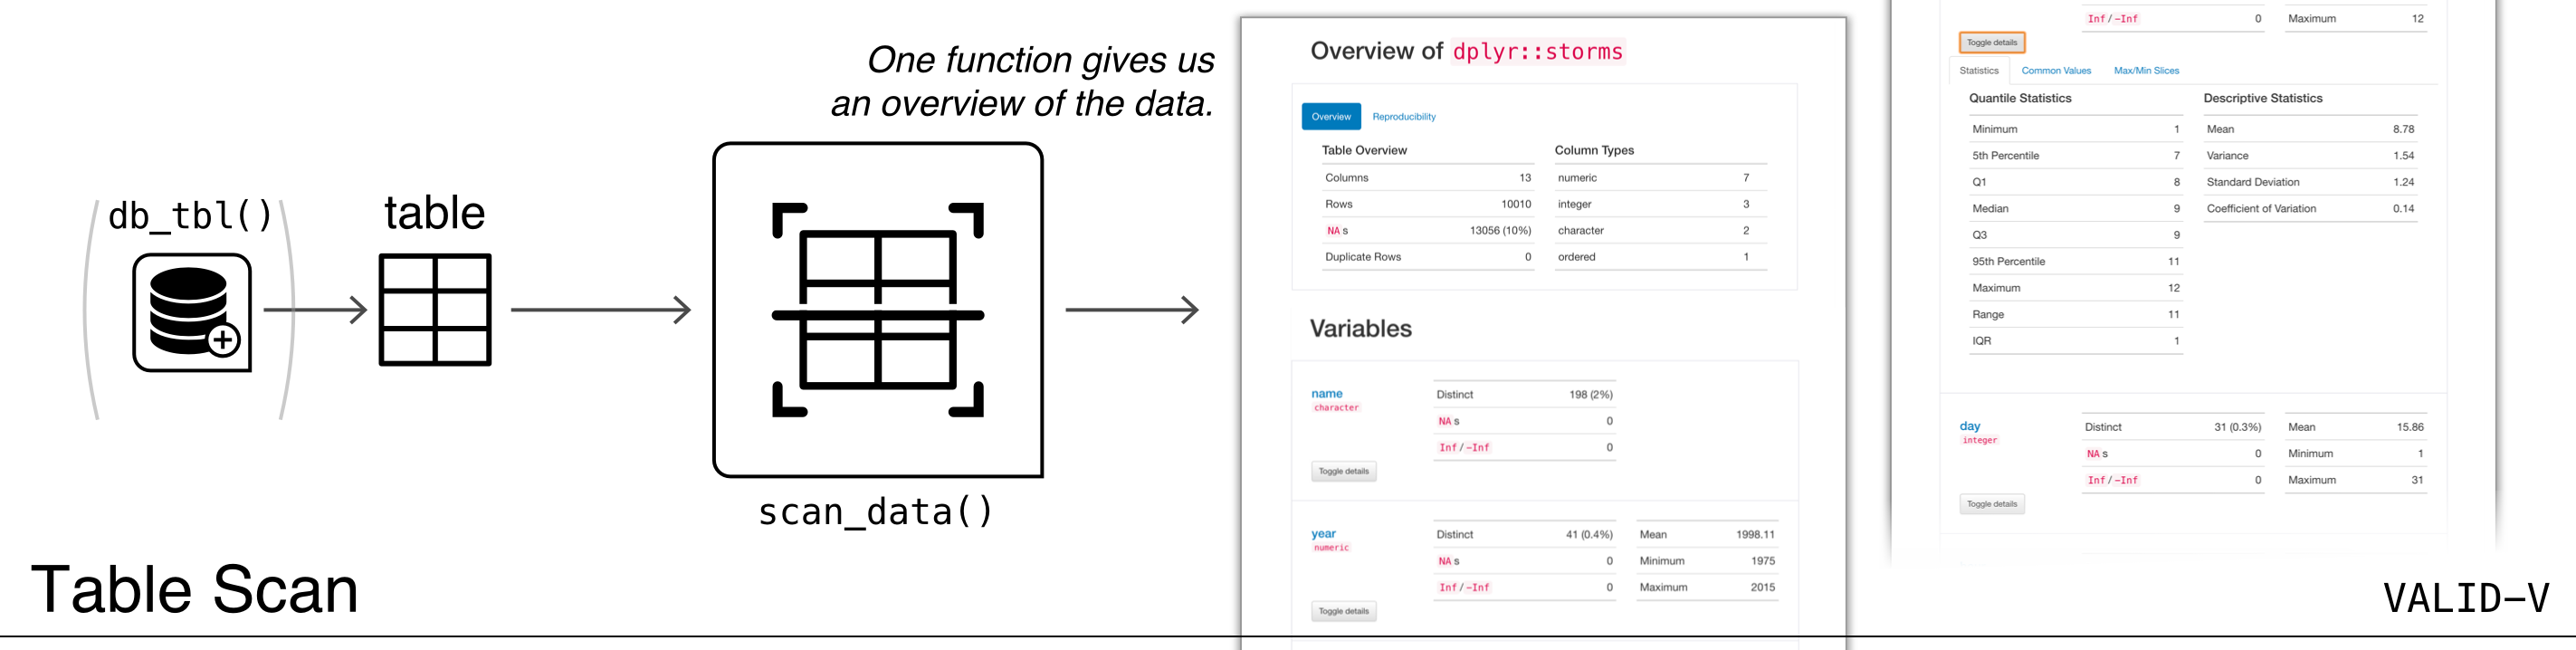 One function gives us
an overview of the data.
db_tbl()
table
scan_data()
Table Scan
VALID-V
Overview of dplyr::storms
Overview Reproducibility
Table Overview Column Types
Columns 13 numeric 7
Rows 10010 integer 3
NA s 13056 (10%) character 2
Duplicate Rows 0 ordered 1
Variables
name Distinct 198 (2%)
character
NA s 0
Inf/-Inf 0
Toggle details
year Distinct 41 (0.4%) Mean 1998.11
numeric
NA s 0 Minimum 1975
Inf/-Inf 0 Maximum 2015
Toggle details
Inf/-Inf 0 Maximum 12
Toggle details
Statistics Common Values Max/Min Slices
Quantile Statistics Descriptive Statistics
Minimum 1 Mean 8.78
5th Percentile 7 Variance 1.54
Q1 8 Standard Deviation 1.24
Median 9 Coefficient of Variation 0.14
Q3 9
95th Percentile 11
Maximum 12
Range 11
IQR 1
day Distinct 31 (0.3%) Mean 15.86
integer
NA s 0 Minimum 1
Inf/-Inf 0 Maximum 31
Toggle details